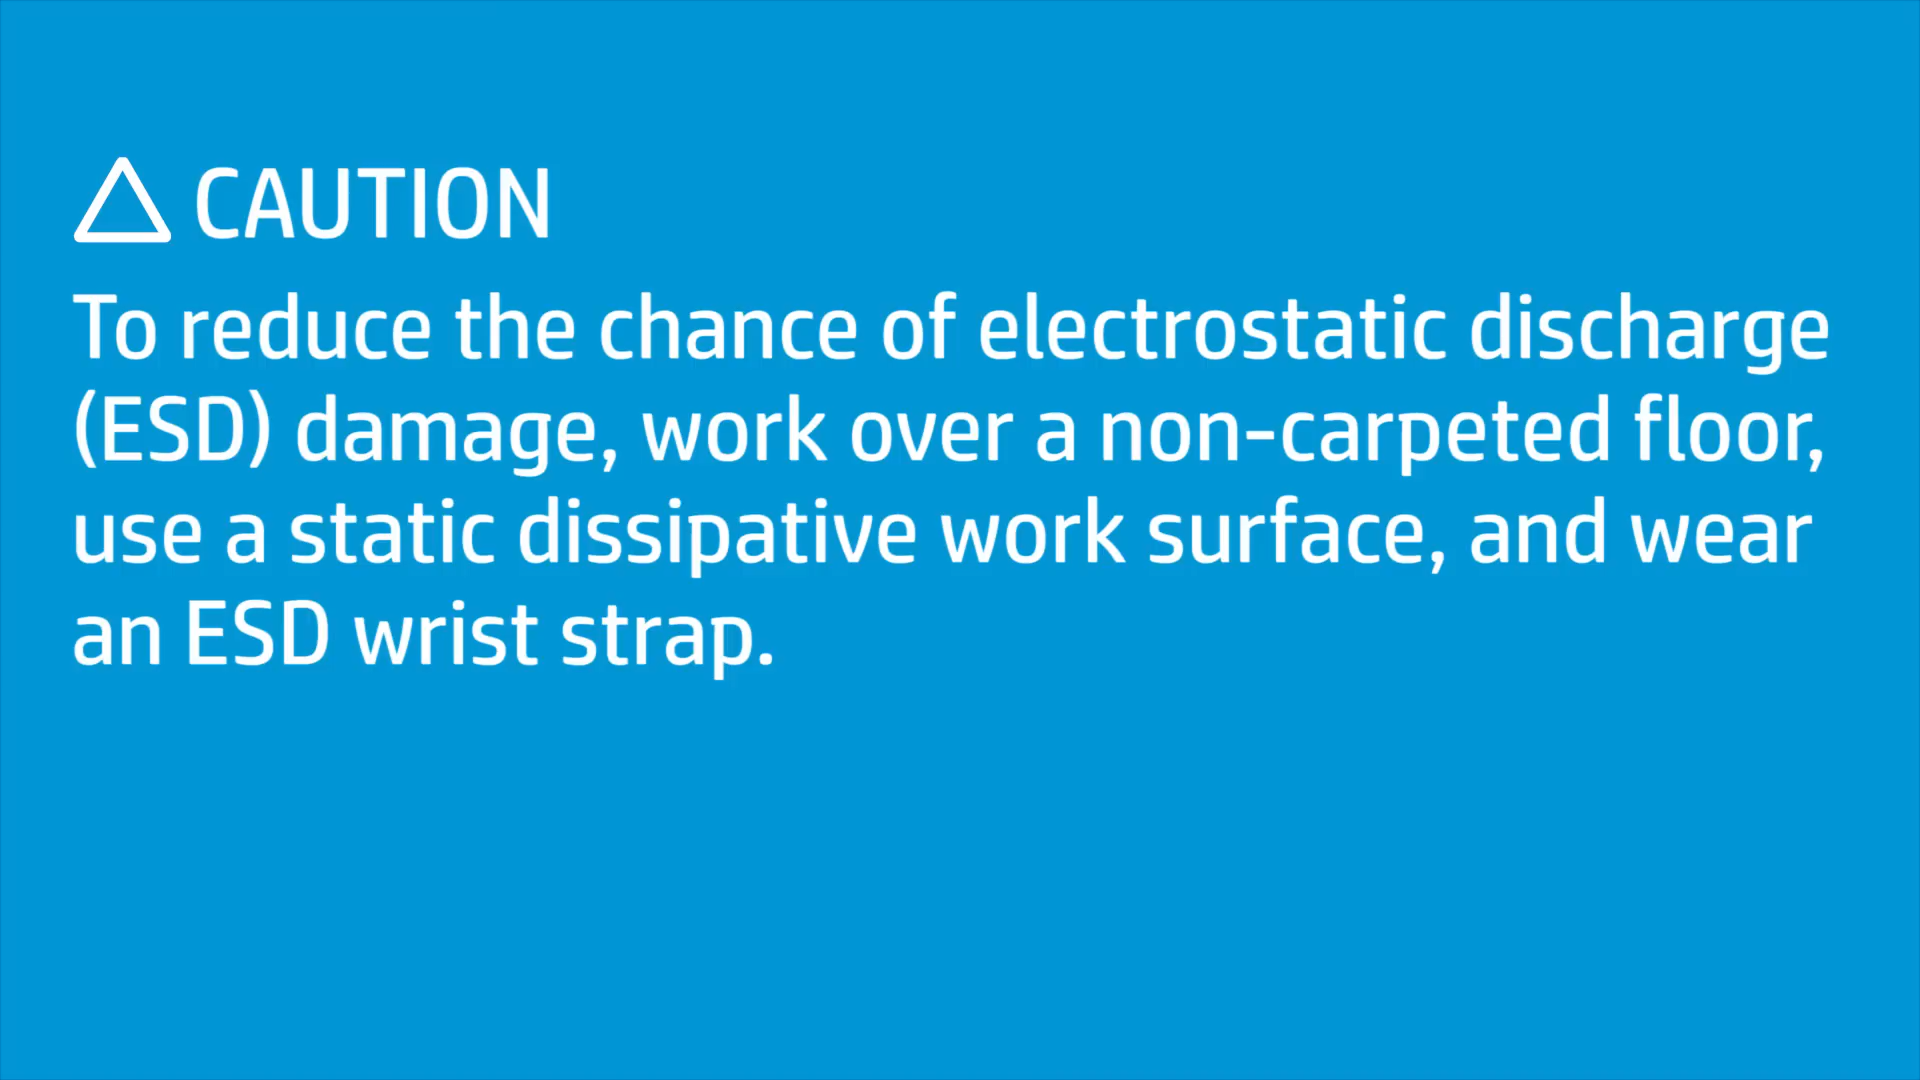 CAUTION
To reduce the chance of electrostatic discharge
(ESD) damage, work over a non-carpeted floor,
use a static dissipative work surface, and wear
an ESD wrist strap.